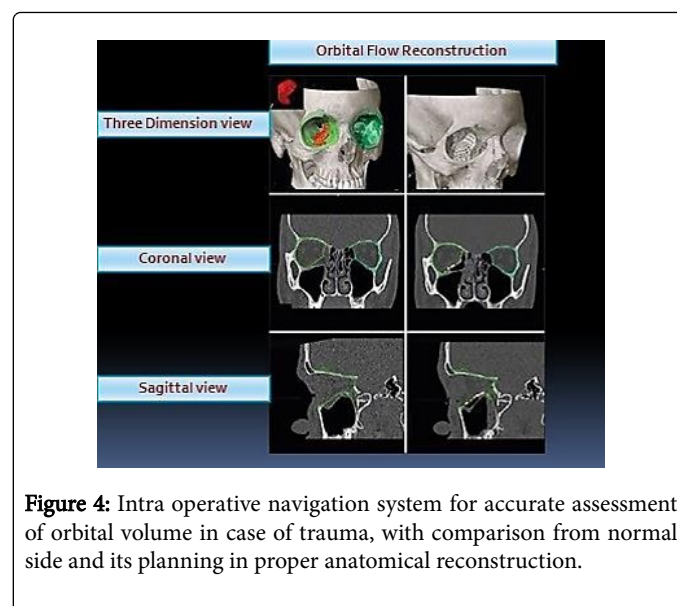 Orbital Flow Reconstruction
Three Dimension view
Coronal view
Sagittal view
Figure 4: Intra operative navigation system for accurate assessment
of orbital volume in case of trauma, with comparison from normal
side and its planning in proper anatomical reconstruction.